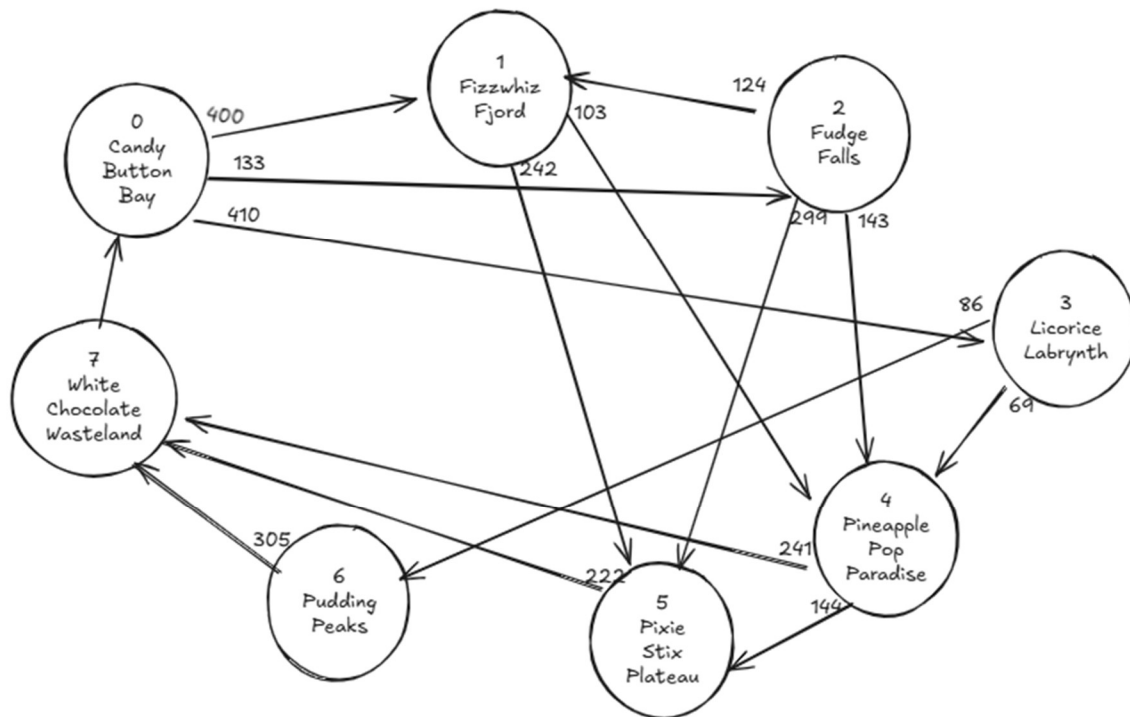 0
Candy
Button
Bay
400
133
410
1
Fizzwhiz
Fjord
103
242
124
2
Fudge
Falls
299
143
86
3
Licorice
Labrynth
69
7
White
Chocolate
Wasteland
305
6
Pudding
Peaks
222
5
Pixie
Stix
Plateau
241
144
4
Pineapple
Pop
Paradise